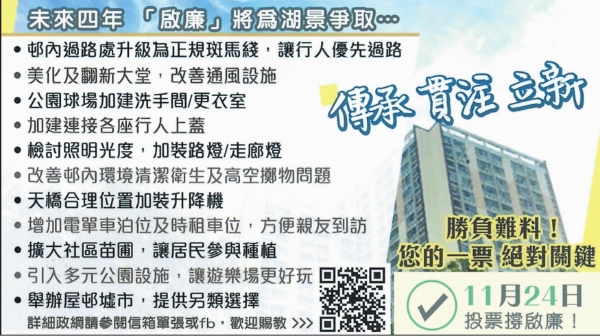 未來四年 「啟廉」將為湖景爭取…
• 邨內過路處升級為正規斑馬綫，讓行人優先過路
• 美化及翻新大堂，改善通風設施
• 公園球場加建洗手間/更衣室
• 加建連接各座行人上蓋
• 檢討照明光度，加裝路燈/走廊燈
• 改善邨內環境清潔衛生及高空擲物問題
• 天橋合理位置加裝升降機
• 增加電單車泊位及時租車位，方便親友到訪
• 擴大社區苗圃，讓居民參與種植
• 引入多元公園設施，讓遊樂場更好玩
• 舉辦屋邨墟市，提供另類選擇
詳細政綱請參閱信箱單張或fb，歡迎賜教 >>>
傳承 貫注 立新
勝負難料！
您的一票 絕對關鍵
11月24日
投票撐啟廉！